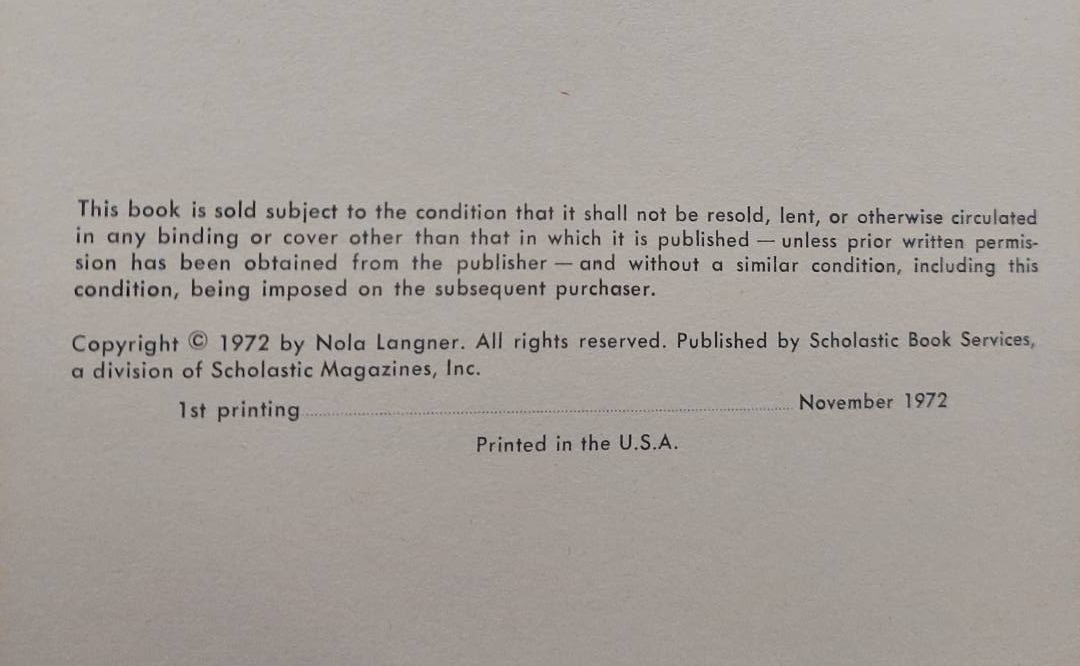 This book is sold subject to the condition that it shall not be resold, lent, or otherwise circulated
in any binding or cover other than that in which it is published — unless prior written permis-
sion has been obtained from the publisher — and without a similar condition, including this
condition, being imposed on the subsequent purchaser.
Copyright © 1972 by Nola Langner. All rights reserved. Published by Scholastic Book Services,
a division of Scholastic Magazines, Inc.
1st printing........................................................................November 1972
Printed in the U.S.A.